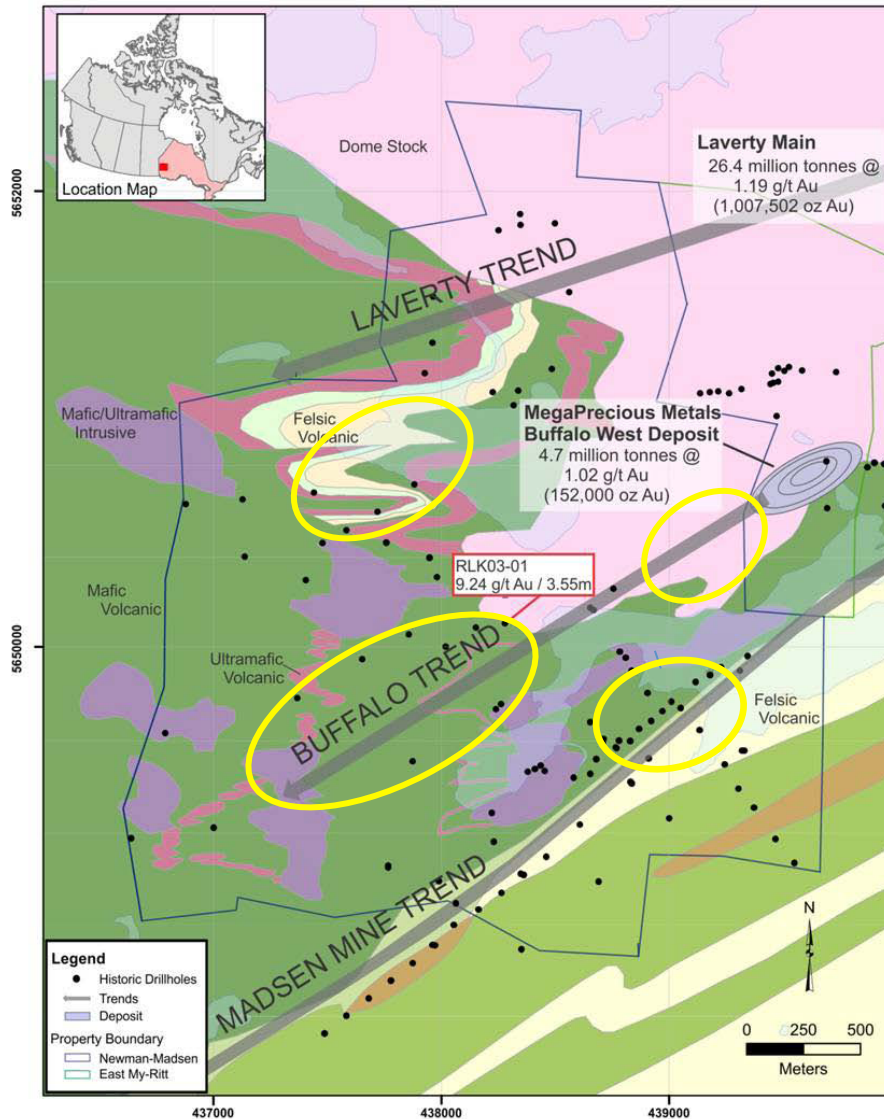 Location Map
Dome Stock
Laverty Main
26.4 million tonnes @
1.19 g/t Au
(1,007,502 oz Au)
5652000
LAVERTY TREND
Mafic/Ultramafic
Intrusive
Felsic
Volcanic
MegaPrecious Metals
Buffalo West Deposit
4.7 million tonnes @
1.02 g/t Au
(152,000 oz Au)
RLK03-01
9.24 g/t Au / 3.55m
Mafic
Volcanic
5650000
Ultramafic
Volcanic
BUFFALO TREND
Felsic
Volcanic
MADSEN MINE TREND
Legend
Historic Drillholes
Trends
Deposit
Property Boundary
Newman-Madsen
East My-Ritt
N
0 250 500
Meters
437000 438000 439000